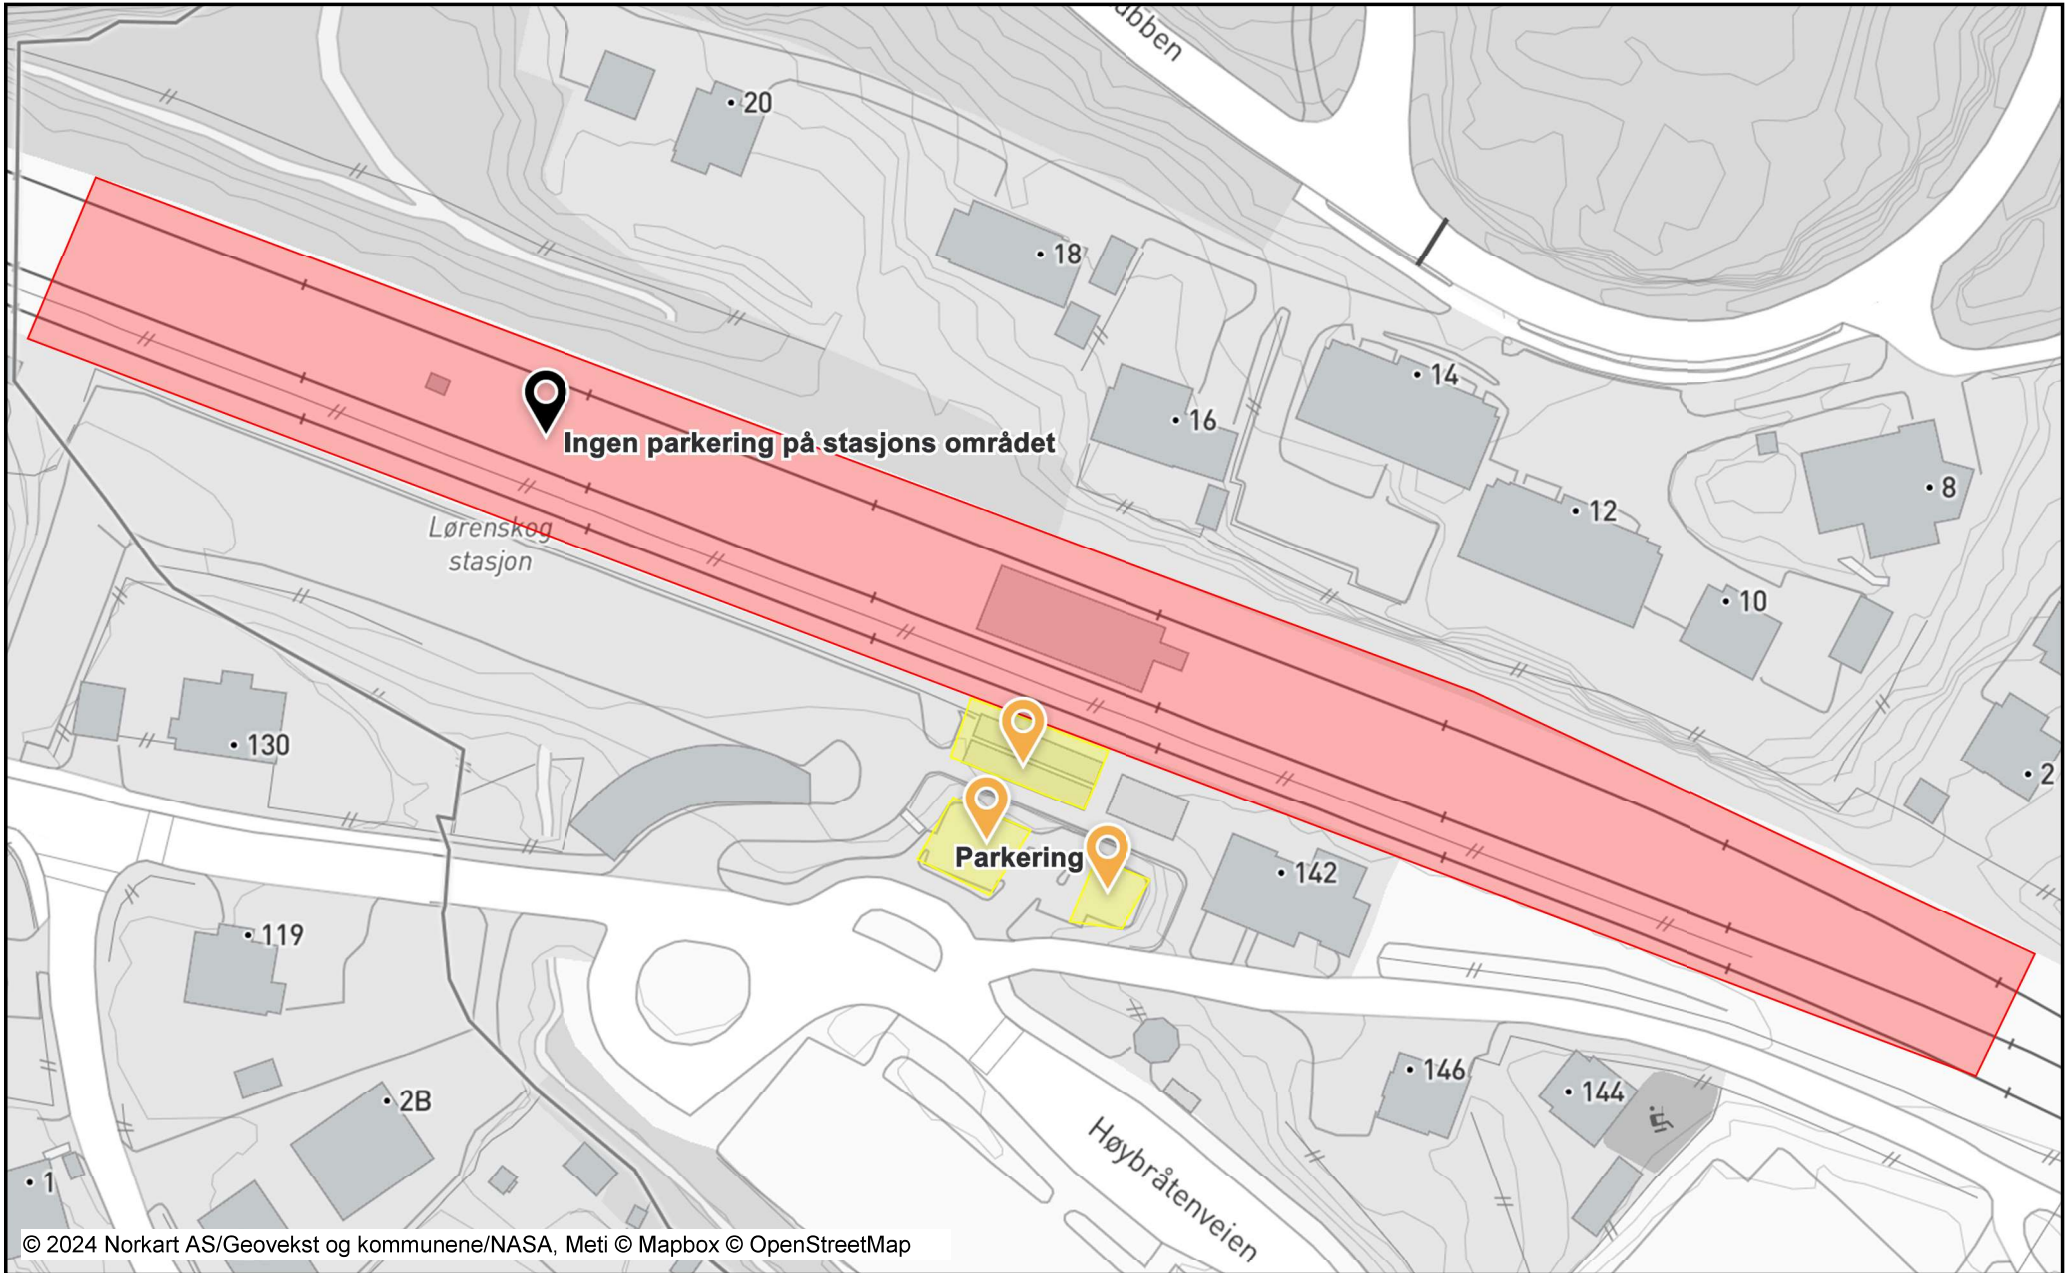 ubben
20
18
14
16
8
12
10
Ingen parkering på stasjons området
Lørenskog
stasjon
130
2
Parkering
142
119
146
144
2B
1
Høybråtenveien
© 2024 Norkart AS/Geovekst og kommunene/NASA, Meti © Mapbox © OpenStreetMap